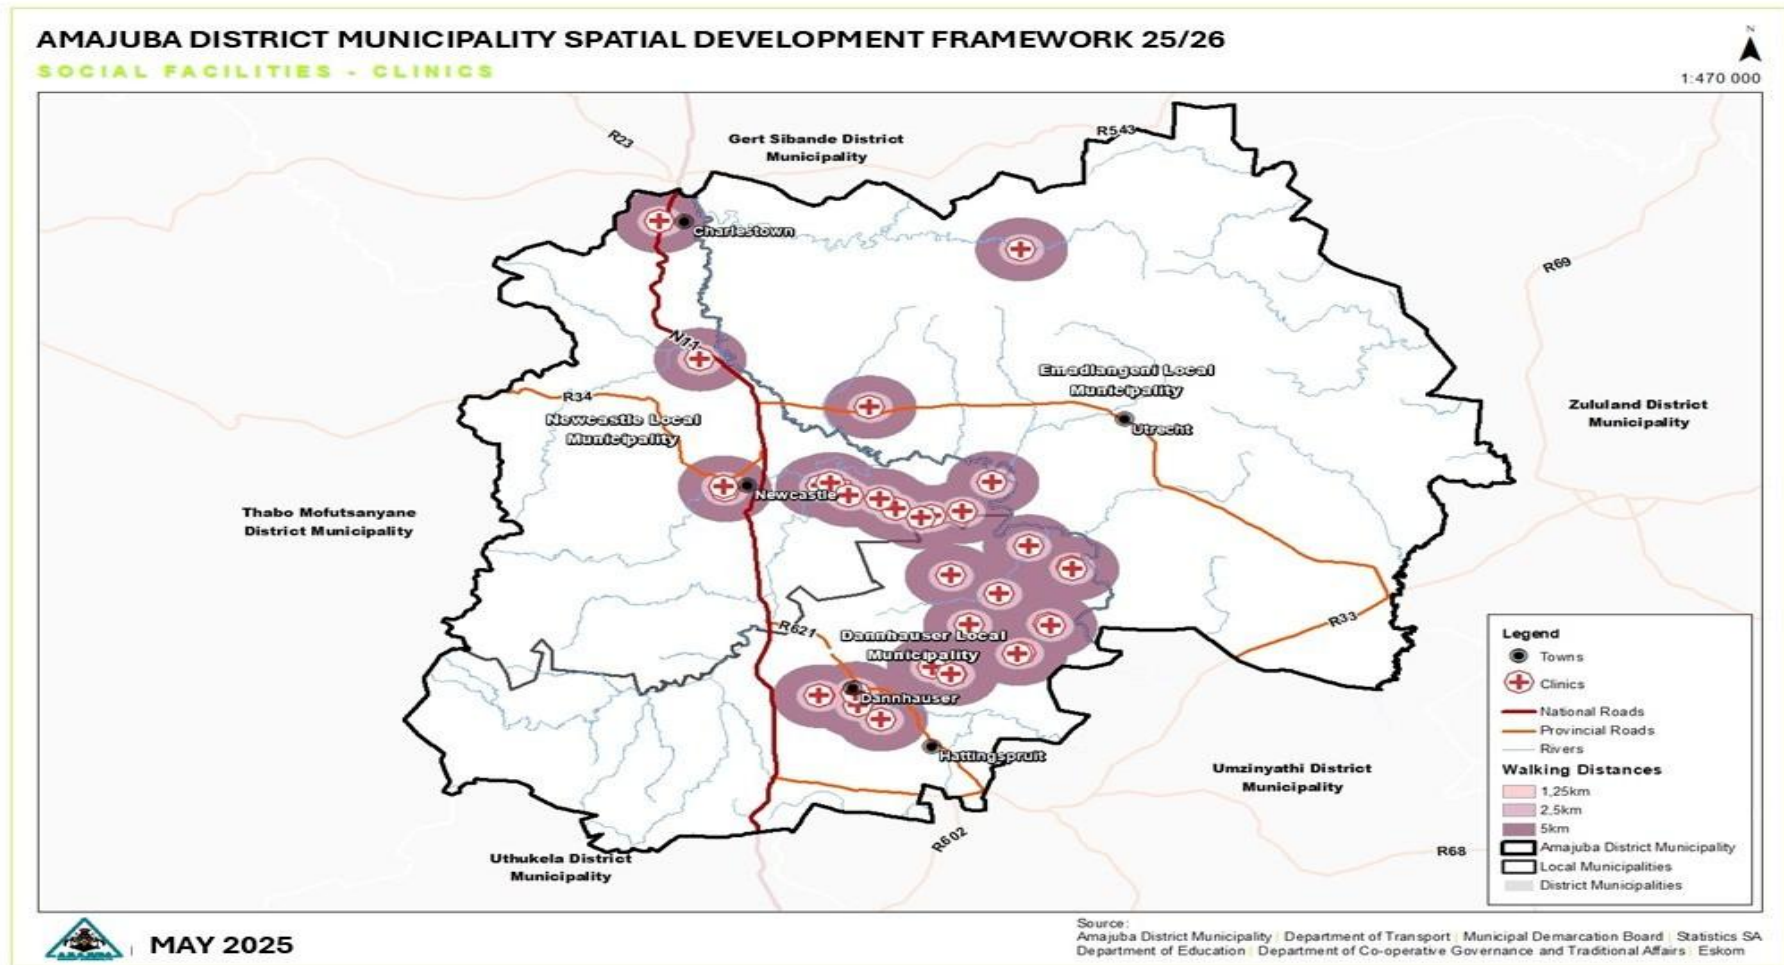 AMAJUBA DISTRICT MUNICIPALITY SPATIAL DEVELOPMENT FRAMEWORK 25/26
SOCIAL FACILITIES - CLINICS
N
1:470 000
R23
Gert Sibande District
Municipality
R543
Charlestown
R69
N11
Emadlangeni Local
Municipality
R34
Newcastle Local
Municipality
Utrecht
Zululand District
Municipality
Newcastle
Thabo Mofutsanyane
District Municipality
R621
Dannhauser Local
Municipality
R33
Dannhauser
Hattingspruit
Umzinyathi District
Municipality
R602
R68
Uthukela District
Municipality
Legend
Towns
Clinics
National Roads
Provincial Roads
Rivers
Walking Distances
1,25km
2,5km
5km
Amajuba District Municipality
Local Municipalities
District Municipalities
AMAJUBA
MAY 2025
Source:
Amajuba District Municipality | Department of Transport | Municipal Demarcation Board | Statistics SA
Department of Education | Department of Co-operative Governance and Traditional Affairs | Eskom